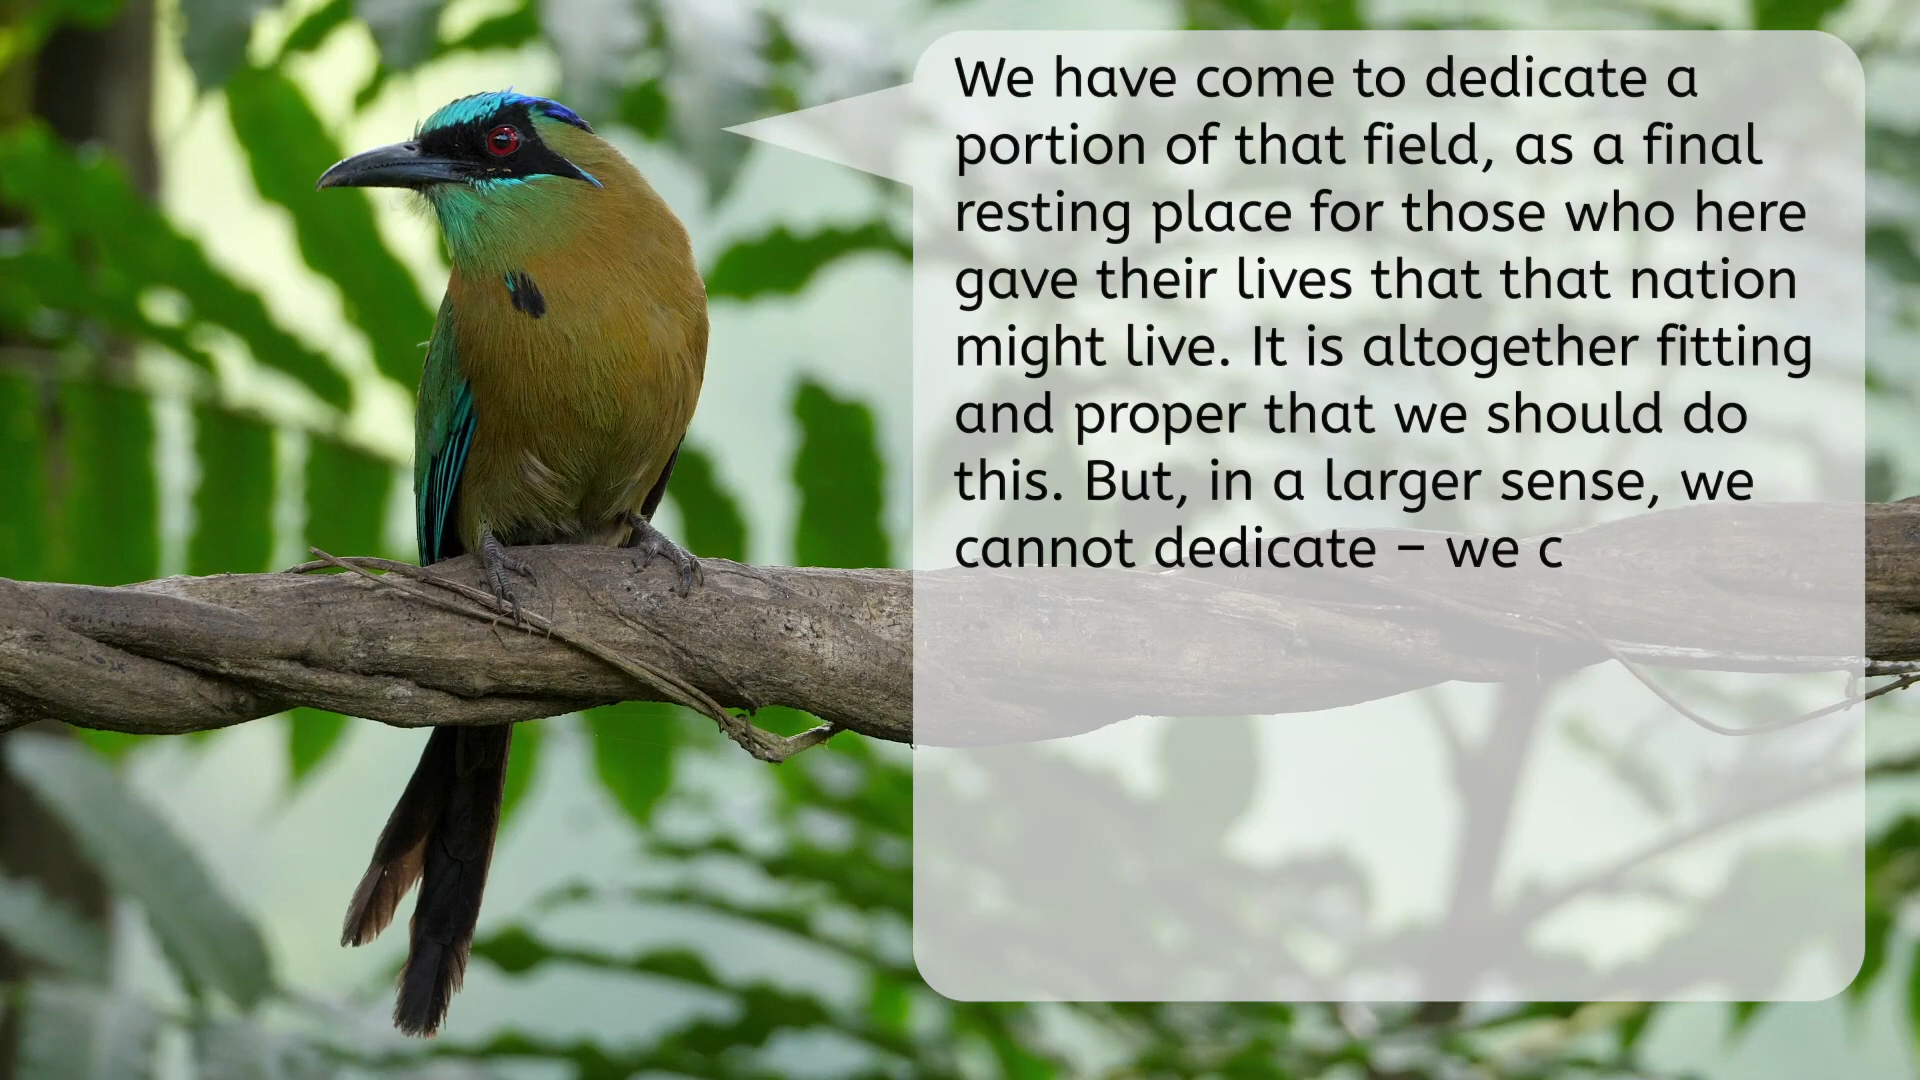 We have come to dedicate a
portion of that field, as a final
resting place for those who here
gave their lives that that nation
might live. It is altogether fitting
and proper that we should do
this. But, in a larger sense, we
cannot dedicate – we c